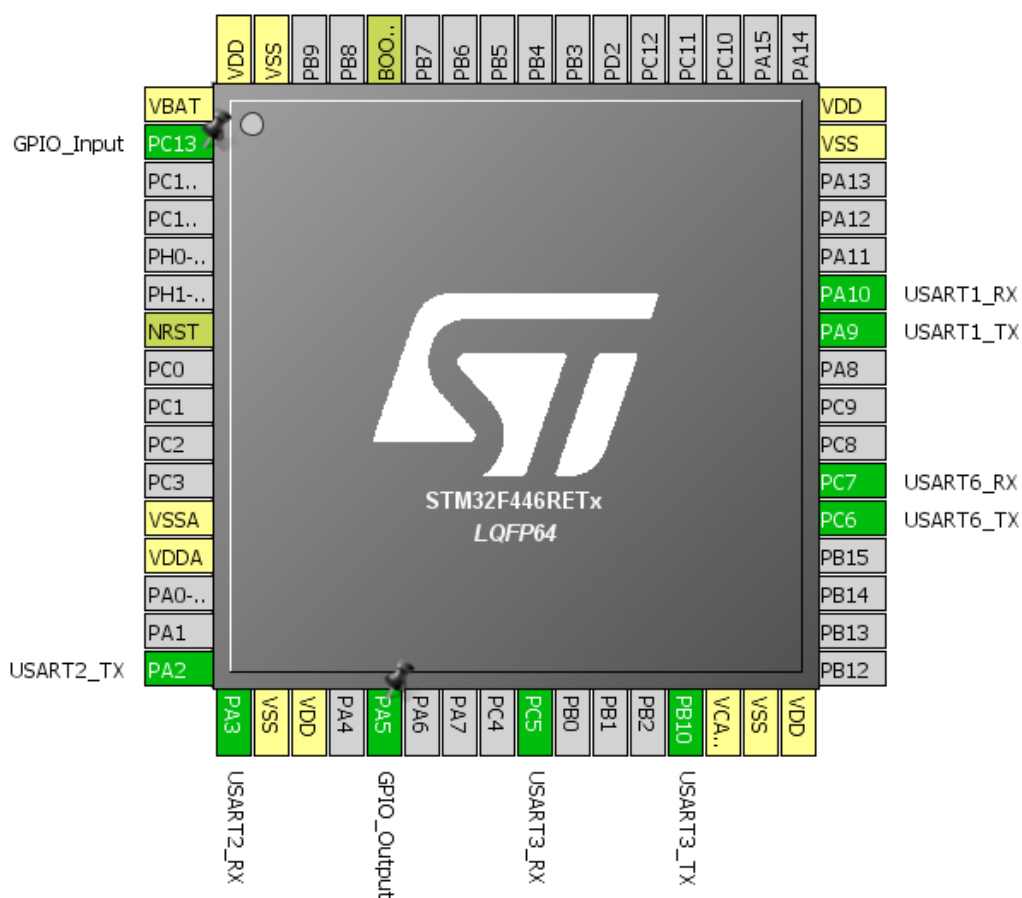 VDD
VSS
PB9
PB8
BOO..
PB7
PB6
PB5
PB4
PB3
PD2
PC12
PC11
PC10
PA15
PA14
VBAT
GPIO_Input PC13
PC1..
PC1..
PH0-..
PH1-..
NRST
PC0
PC1
PC2
PC3
VSSA
VDDA
PA0-..
PA1
USART2_TX PA2
VDD
VSS
PA13
PA12
PA11
PA10 USART1_RX
PA9 USART1_TX
PA8
PC9
PC8
PC7 USART6_RX
PC6 USART6_TX
PB15
PB14
PB13
PB12
ST
STM32F446RETx
LQFP64
PA3
VSS
VDD
PA4
PA5
PA6
PA7
PC4
PC5
PB0
PB1
PB2
PB10
VCA..
VSS
VDD
USART2_RX
GPIO_Output
USART3_RX
USART3_TX